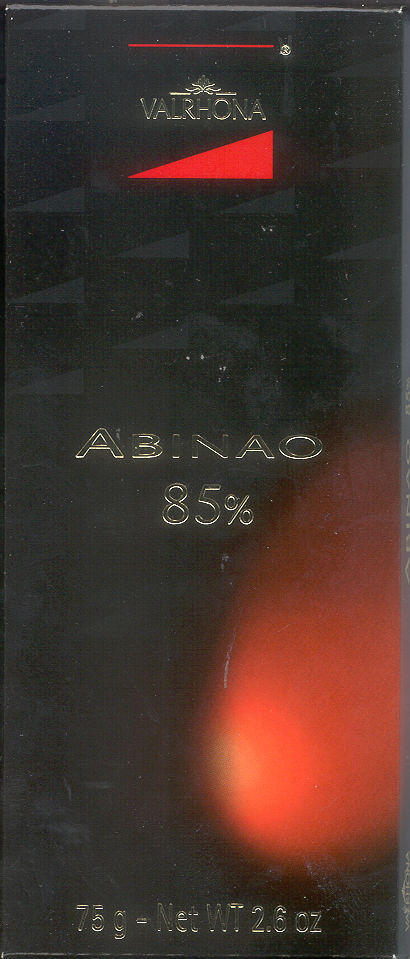 VALRHONA
ABINAO
85%
75 g - Net WT 2.6 oz